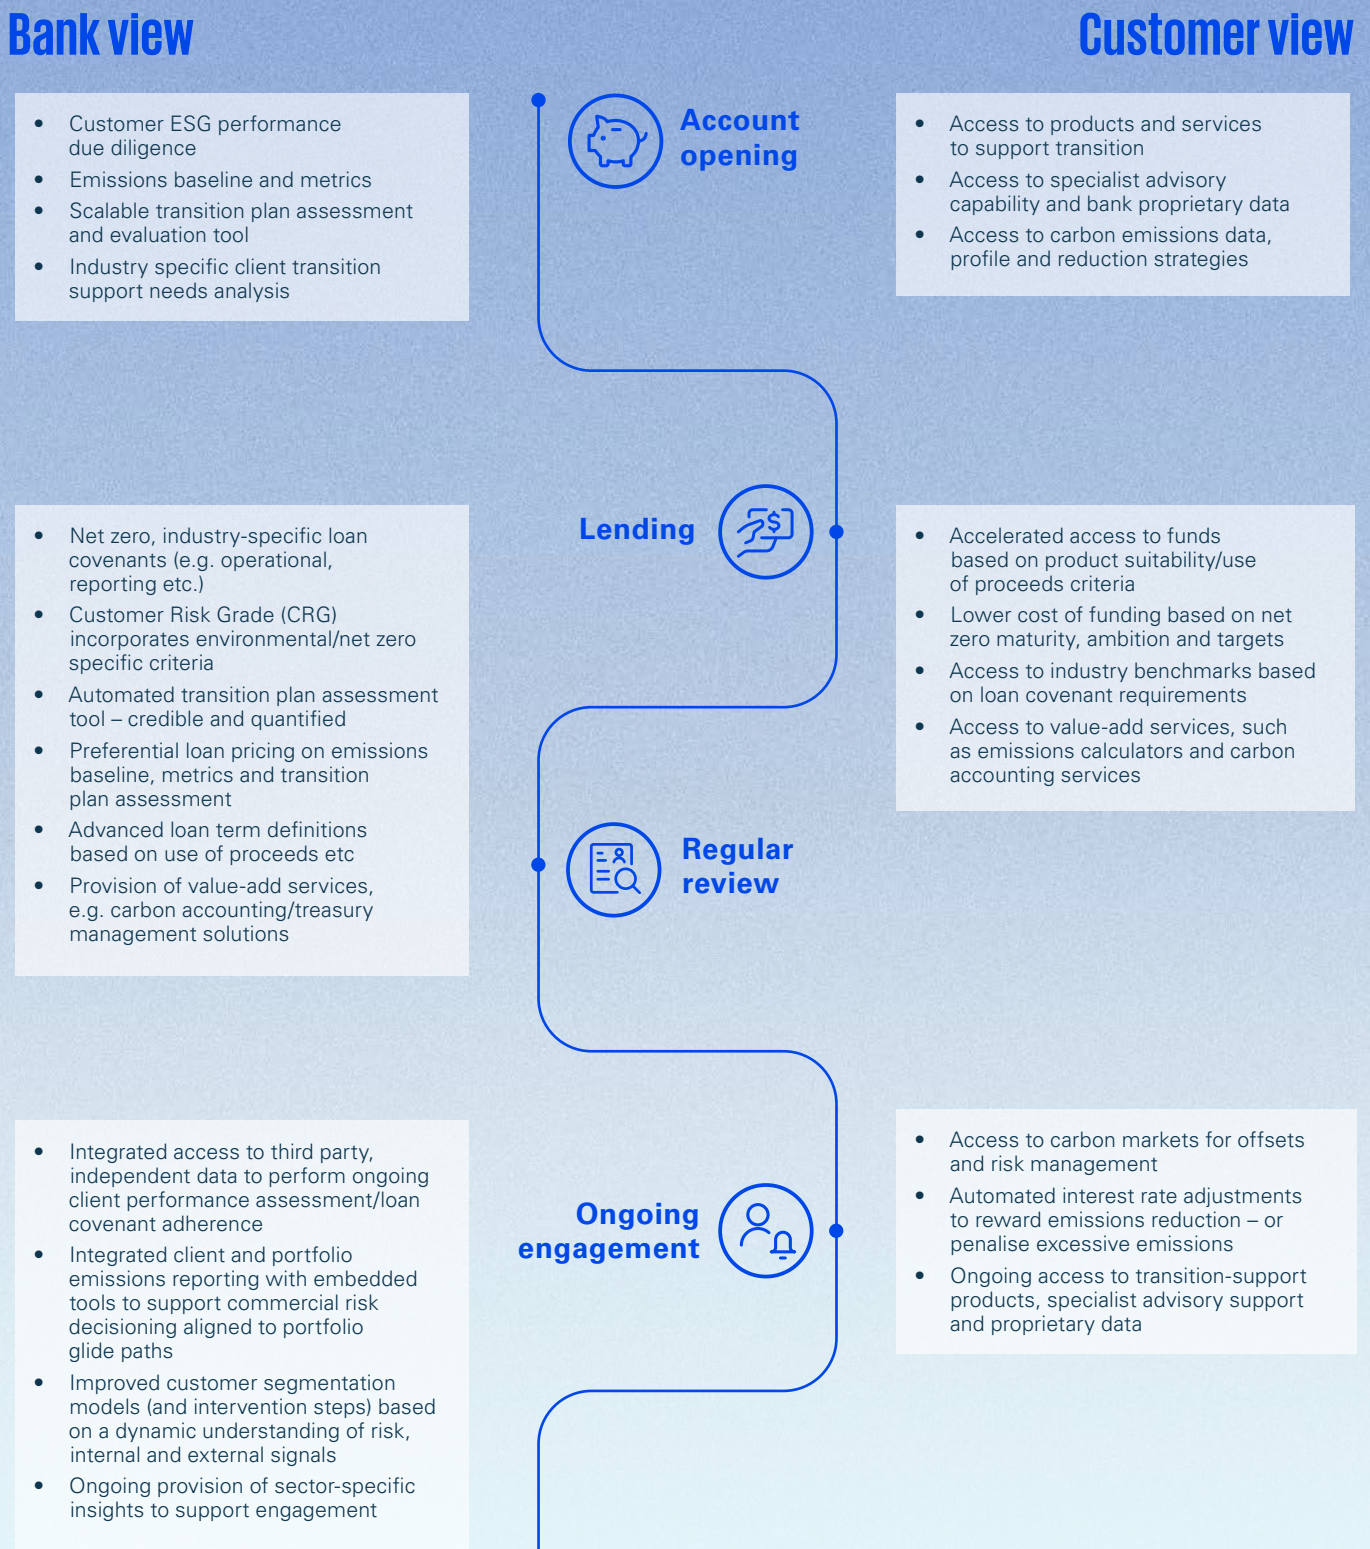 Bank view
Customer view
• Customer ESG performance
due diligence
• Emissions baseline and metrics
• Scalable transition plan assessment
and evaluation tool
• Industry specific client transition
support needs analysis
Account
opening
• Access to products and services
to support transition
• Access to specialist advisory
capability and bank proprietary data
• Access to carbon emissions data,
profile and reduction strategies
• Net zero, industry-specific loan
covenants (e.g. operational,
reporting etc.)
• Customer Risk Grade (CRG)
incorporates environmental/net zero
specific criteria
• Automated transition plan assessment
tool – credible and quantified
• Preferential loan pricing on emissions
baseline, metrics and transition
plan assessment
• Advanced loan term definitions
based on use of proceeds etc
• Provision of value-add services,
e.g. carbon accounting/treasury
management solutions
Lending
$
• Accelerated access to funds
based on product suitability/use
of proceeds criteria
• Lower cost of funding based on net
zero maturity, ambition and targets
• Access to industry benchmarks based
on loan covenant requirements
• Access to value-add services, such
as emissions calculators and carbon
accounting services
Regular
review
• Integrated access to third party,
independent data to perform ongoing
client performance assessment/loan
covenant adherence
• Integrated client and portfolio
emissions reporting with embedded
tools to support commercial risk
decisioning aligned to portfolio
glide paths
• Improved customer segmentation
models (and intervention steps) based
on a dynamic understanding of risk,
internal and external signals
• Ongoing provision of sector-specific
insights to support engagement
Ongoing
engagement
• Access to carbon markets for offsets
and risk management
• Automated interest rate adjustments
to reward emissions reduction – or
penalise excessive emissions
• Ongoing access to transition-support
products, specialist advisory support
and proprietary data